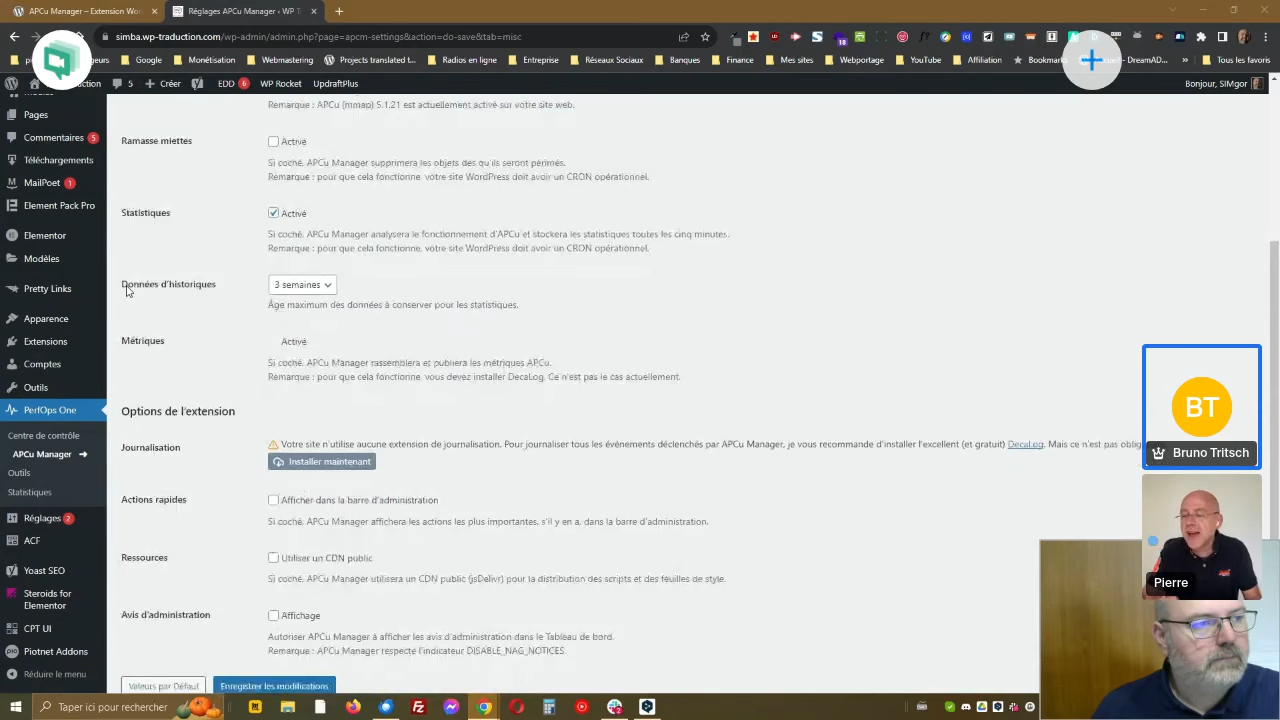 APCu Manager – Extension Wo
Réglages APCu Manager ‹ WP T
simba.wp-traduction.com/wp-admin/admin.php?page=apcm-settings&action=do-save&tab=misc
Google
Monétisation
Webmastering
Projects translated t...
Radios en ligne
Entreprise
Réseaux Sociaux
Banques
Finance
Mes sites
Webportage
YouTube
Affiliation
Bookmarks
Tous les favoris
5
Créer
EDD 6
WP Rocket
UpdraftPlus
Bonjour, SIMgor
Pages
Commentaires 5
Téléchargements
MailPoet 1
Element Pack Pro
Elementor
Modèles
Pretty Links
Apparence
Extensions
Comptes
Outils
PerfOps One
Centre de contrôle
APCu Manager
Outils
Statistiques
Réglages 2
ACF
Yoast SEO
Steroids for
Elementor
CPT UI
Piotnet Addons
Réduire le menu
Remarque : APCu (mmap) 5.1.21 est actuellement activé sur votre site web.
Ramasse miettes
Activé
Si coché, APCu Manager supprimera les objets dès qu'ils seront périmés.
Remarque : pour que cela fonctionne, votre site WordPress doit avoir un CRON opérationnel.
Statistiques
Activé
Si coché, APCu Manager analysera le fonctionnement d'APCu et stockera les statistiques toutes les cinq minutes.
Remarque : pour que cela fonctionne, votre site WordPress doit avoir un CRON opérationnel.
Données d'historiques
3 semaines
Âge maximum des données à conserver pour les statistiques.
Métriques
Activé
Si coché, APCu Manager rassemblera et publiera les métriques APCu.
Remarque : pour que cela fonctionne, vous devez installer DecaLog. Ce n'est pas le cas actuellement.
Options de l'extension
Journalisation
Votre site n'utilise aucune extension de journalisation. Pour journaliser tous les évènements déclenchés par APCu Manager, je vous recommande d'installer l'excellent (et gratuit) DecaLog. Mais ce n'est pas oblig
Installer maintenant
Actions rapides
Afficher dans la barre d'administration
Si coché, APCu Manager affichera les actions les plus importantes, s'il y en a, dans la barre d'administration.
Ressources
Utiliser un CDN public
Si coché, APCu Manager utilisera un CDN public (jsDelivr) pour la distribution des scripts et des feuilles de style.
Avis d'administration
Affichage
Autoriser APCu Manager à afficher les avis d'administration dans le Tableau de bord.
Remarque : APCu Manager respecte l'indicateur DISABLE_NAG_NOTICES.
Valeurs par Défaut
Enregistrer les modifications
BT
Bruno Tritsch
Pierre
Taper ici pour rechercher